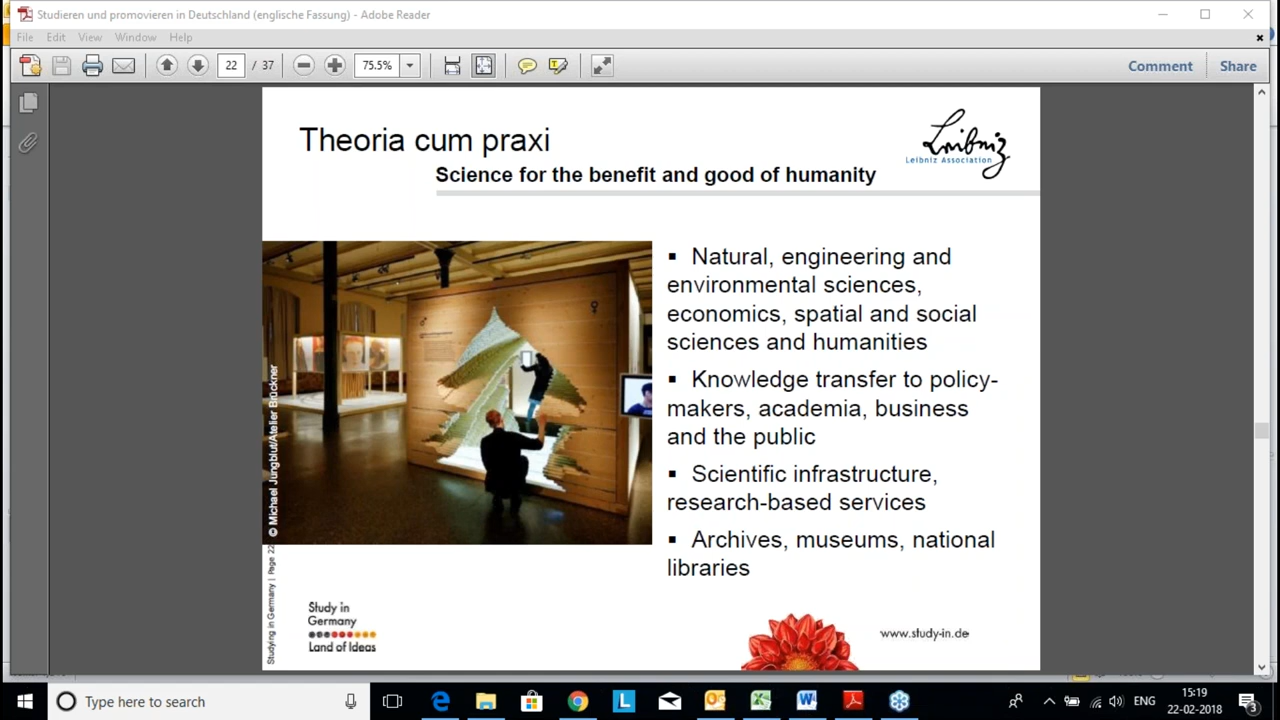 Studieren und promovieren in Deutschland (englische Fassung) - Adobe Reader
File Edit View Window Help
22 / 37 75.5% Comment Share
Theoria cum praxi
Leibniz
Leibniz Association
Science for the benefit and good of humanity
▪ Natural, engineering and
environmental sciences,
economics, spatial and social
sciences and humanities
▪ Knowledge transfer to policy-
makers, academia, business
and the public
▪ Scientific infrastructure,
research-based services
▪ Archives, museums, national
libraries
© Michael Jungblut/Atelier Brückner
Studying in Germany | Page 22
Study in
Germany
Land of Ideas
www.study-in.de
Type here to search
ENG
15:19
22-02-2018
3